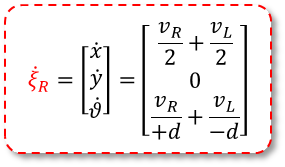 ξ̇_R = [ẋ ẏ ϑ̇] = [v_R/2 + v_L/2
0
v_R/+d + v_L/−d]